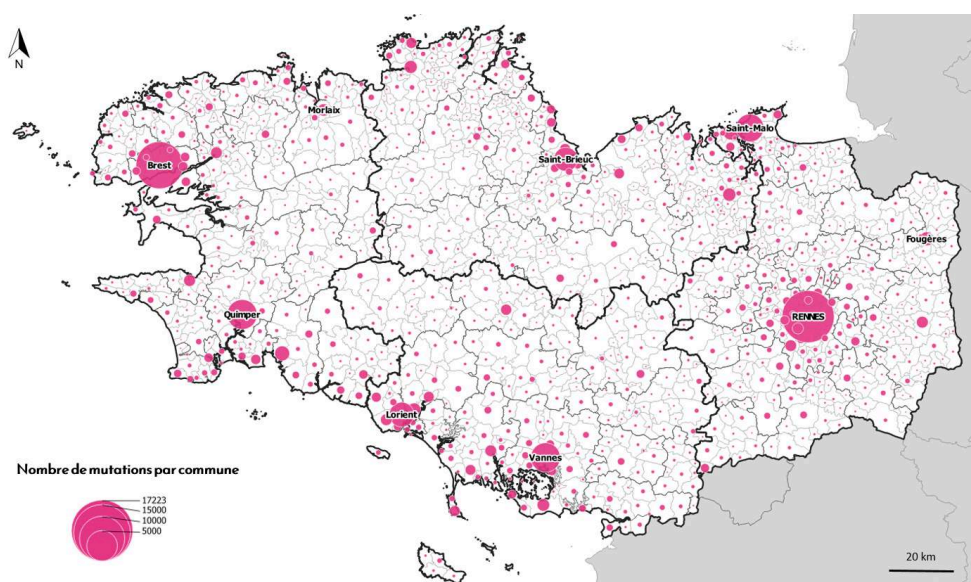 N
Morlaix
Brest
Saint-Malo
Saint-Brieuc
Fougères
Quimper
RENNES
Lorient
Vannes
Nombre de mutations par commune
17223
15000
10000
5000
20 km